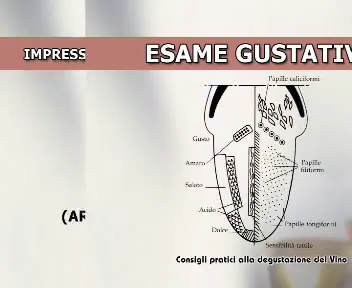 IMPRESS
ESAME GUSTATIV
Papille caliciformi
Gusto
Amaro
Papille
filiformi
Salato
Acido
Dolce
Papille fongiformi
Sensibilità tattile
(AF
Consigli pratici alla degustazione del Vino